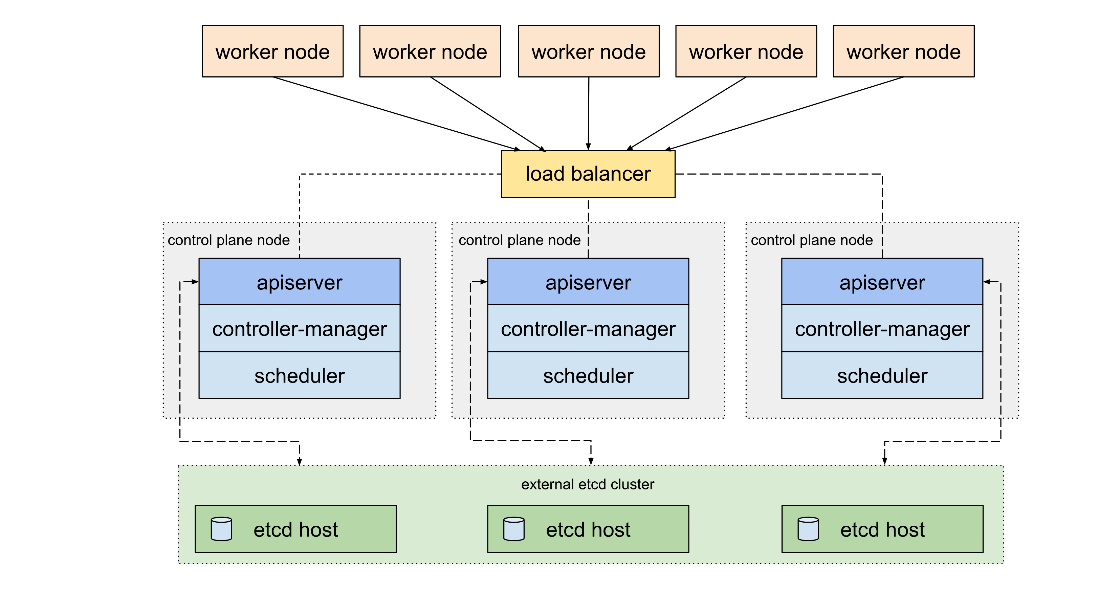 worker node
worker node
worker node
worker node
worker node
load balancer
control plane node
control plane node
control plane node
apiserver
apiserver
apiserver
controller-manager
controller-manager
controller-manager
scheduler
scheduler
scheduler
external etcd cluster
etcd host
etcd host
etcd host